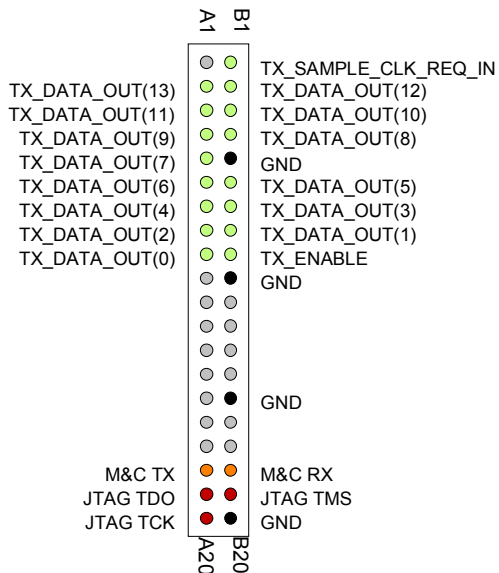 A1 B1
TX_SAMPLE_CLK_REQ_IN
TX_DATA_OUT(13) TX_DATA_OUT(12)
TX_DATA_OUT(11) TX_DATA_OUT(10)
TX_DATA_OUT(9) TX_DATA_OUT(8)
TX_DATA_OUT(7) GND
TX_DATA_OUT(6) TX_DATA_OUT(5)
TX_DATA_OUT(4) TX_DATA_OUT(3)
TX_DATA_OUT(2) TX_DATA_OUT(1)
TX_DATA_OUT(0) TX_ENABLE
GND
GND
M&C TX M&C RX
JTAG TDO JTAG TMS
JTAG TCK GND
A20 B20